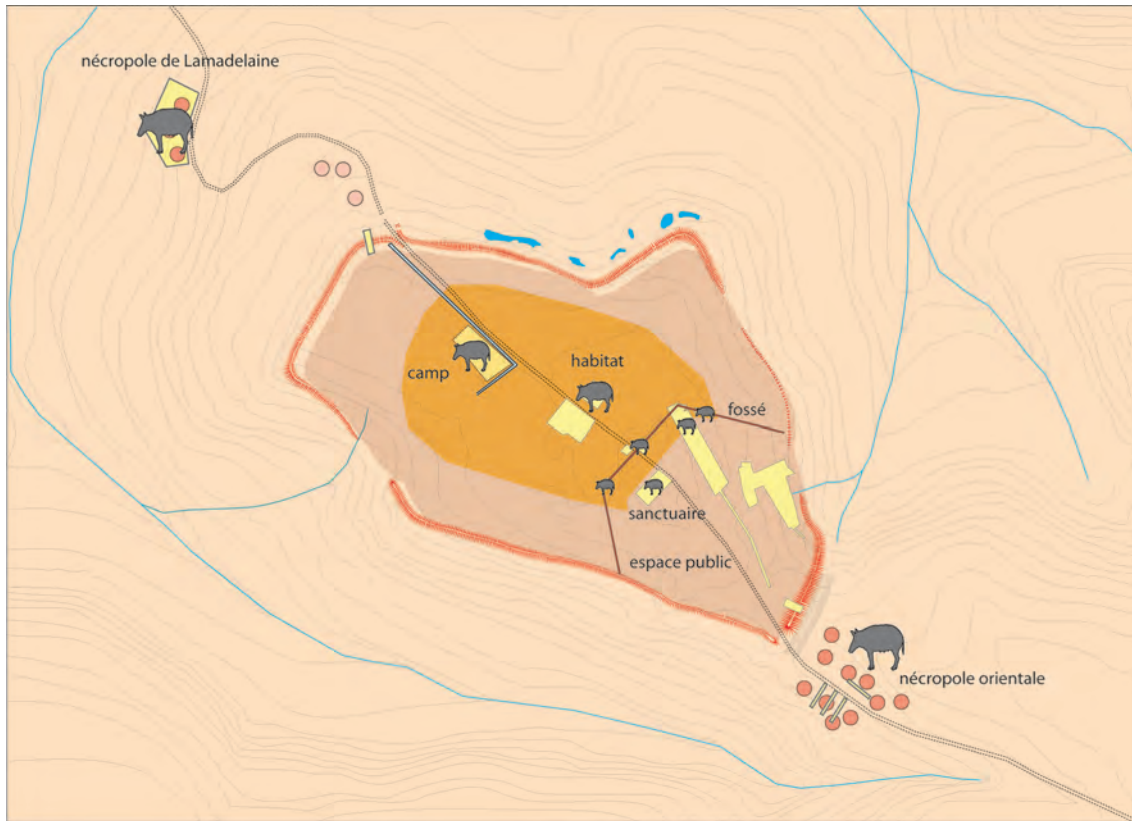 nécropole de Lamadelaine
habitat
camp
fossé
sanctuaire
espace public
nécropole orientale